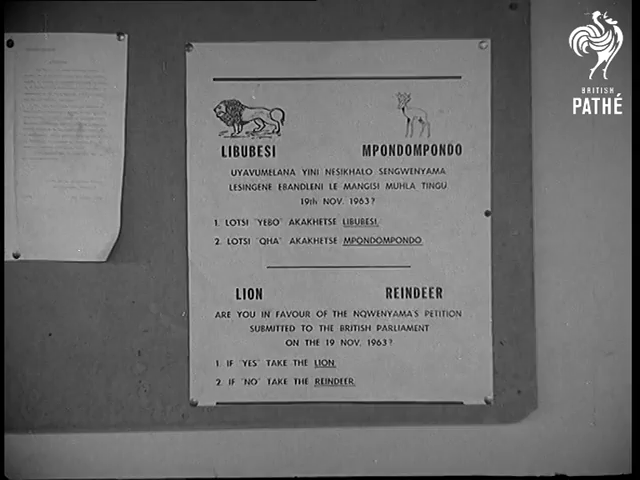 BRITISH
PATHÉ
LIBUBESI MPONDOMPONDO
UYAVUMELANA YINI NESIKHALO SENGWENYAMA
LESINGENE EBANDLENI LE MANGISI MUHLA TINGU
19th NOV. 1963?
1. LOTSI "YEBO" AKAKHETSE LIBUBESI
2. LOTSI "QHA" AKAKHETSE MPONDOMPONDO
LION REINDEER
ARE YOU IN FAVOUR OF THE NQWENYAMA'S PETITION
SUBMITTED TO THE BRITISH PARLIAMENT
ON THE 19 NOV. 1963?
1. IF "YES" TAKE THE LION
2. IF "NO" TAKE THE REINDEER